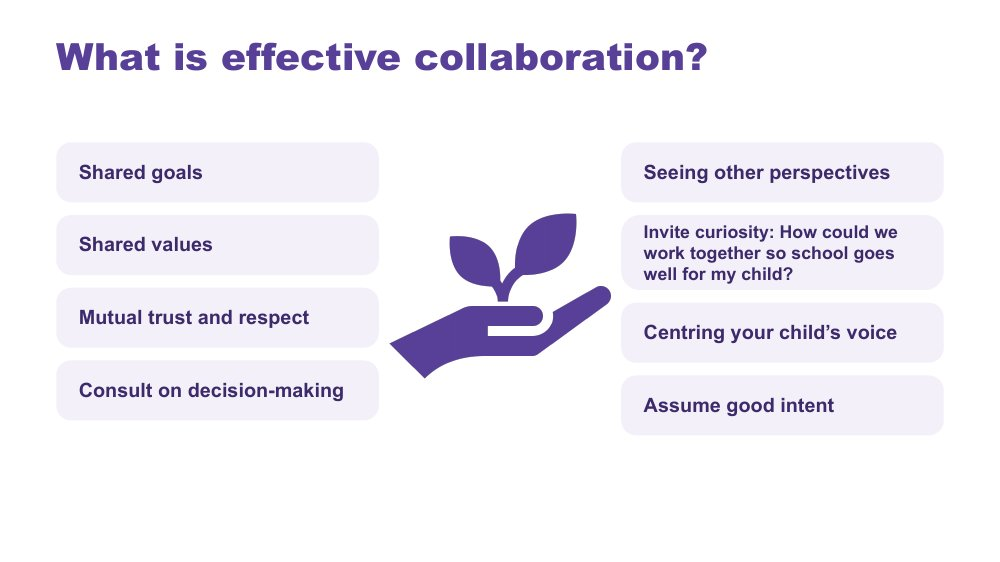 What is effective collaboration?
Shared goals
Shared values
Mutual trust and respect
Consult on decision-making
Seeing other perspectives
Invite curiosity: How could we
work together so school goes
well for my child?
Centring your child’s voice
Assume good intent